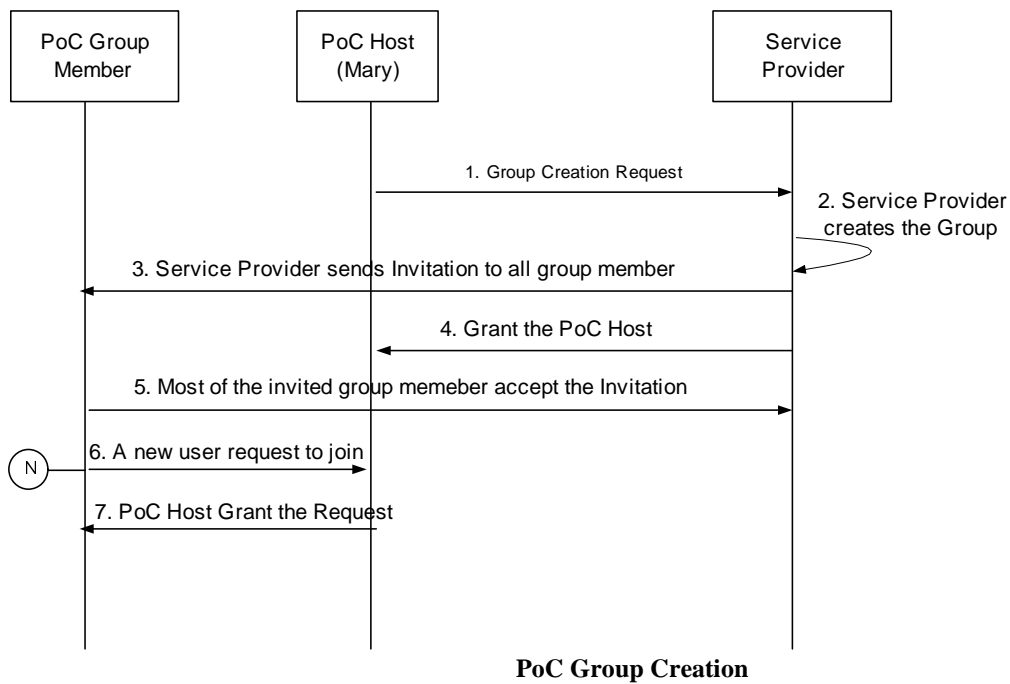 PoC Group
Member
PoC Host
(Mary)
Service
Provider
1. Group Creation Request
2. Service Provider
creates the Group
3. Service Provider sends Invitation to all group member
4. Grant the PoC Host
5. Most of the invited group memeber accept the Invitation
6. A new user request to join
N
7. PoC Host Grant the Request
PoC Group Creation